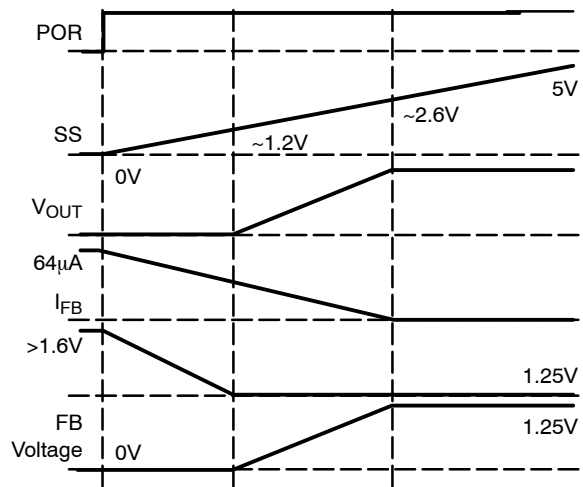 POR
5V
~2.6V
SS
~1.2V
0V
VOUT
64μA
IFB
>1.6V
1.25V
FB
1.25V
Voltage
0V